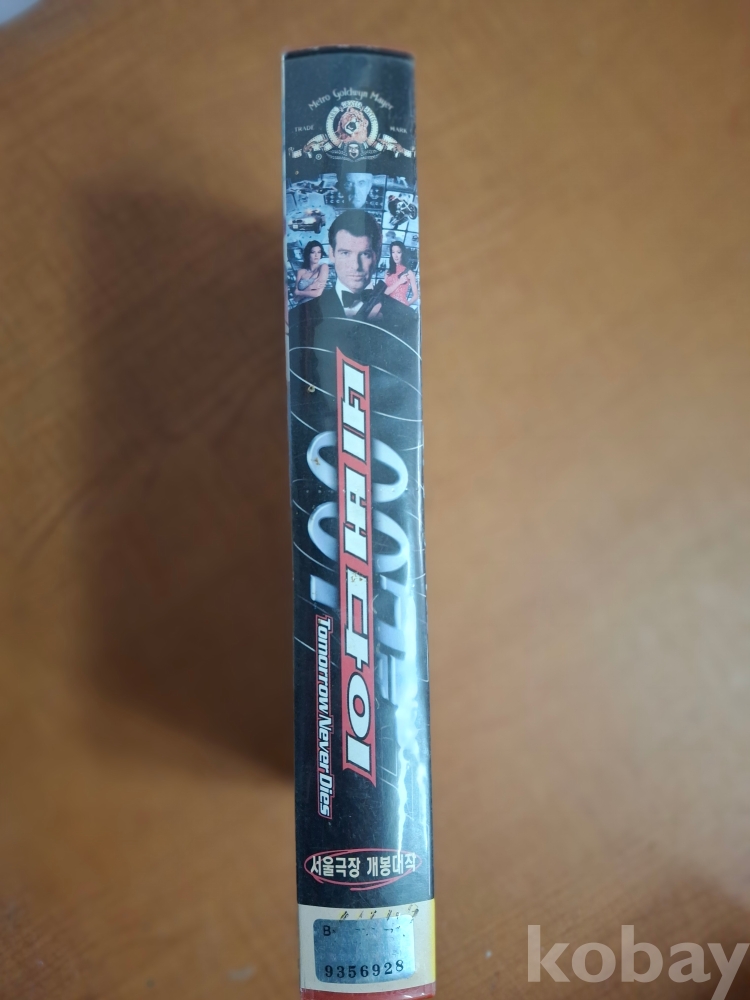 Metro Goldwyn Mayer
TRADE MARK
007
네버다이
Tomorrow Never Dies
서울극장 개봉대작
B
9356928
kobay